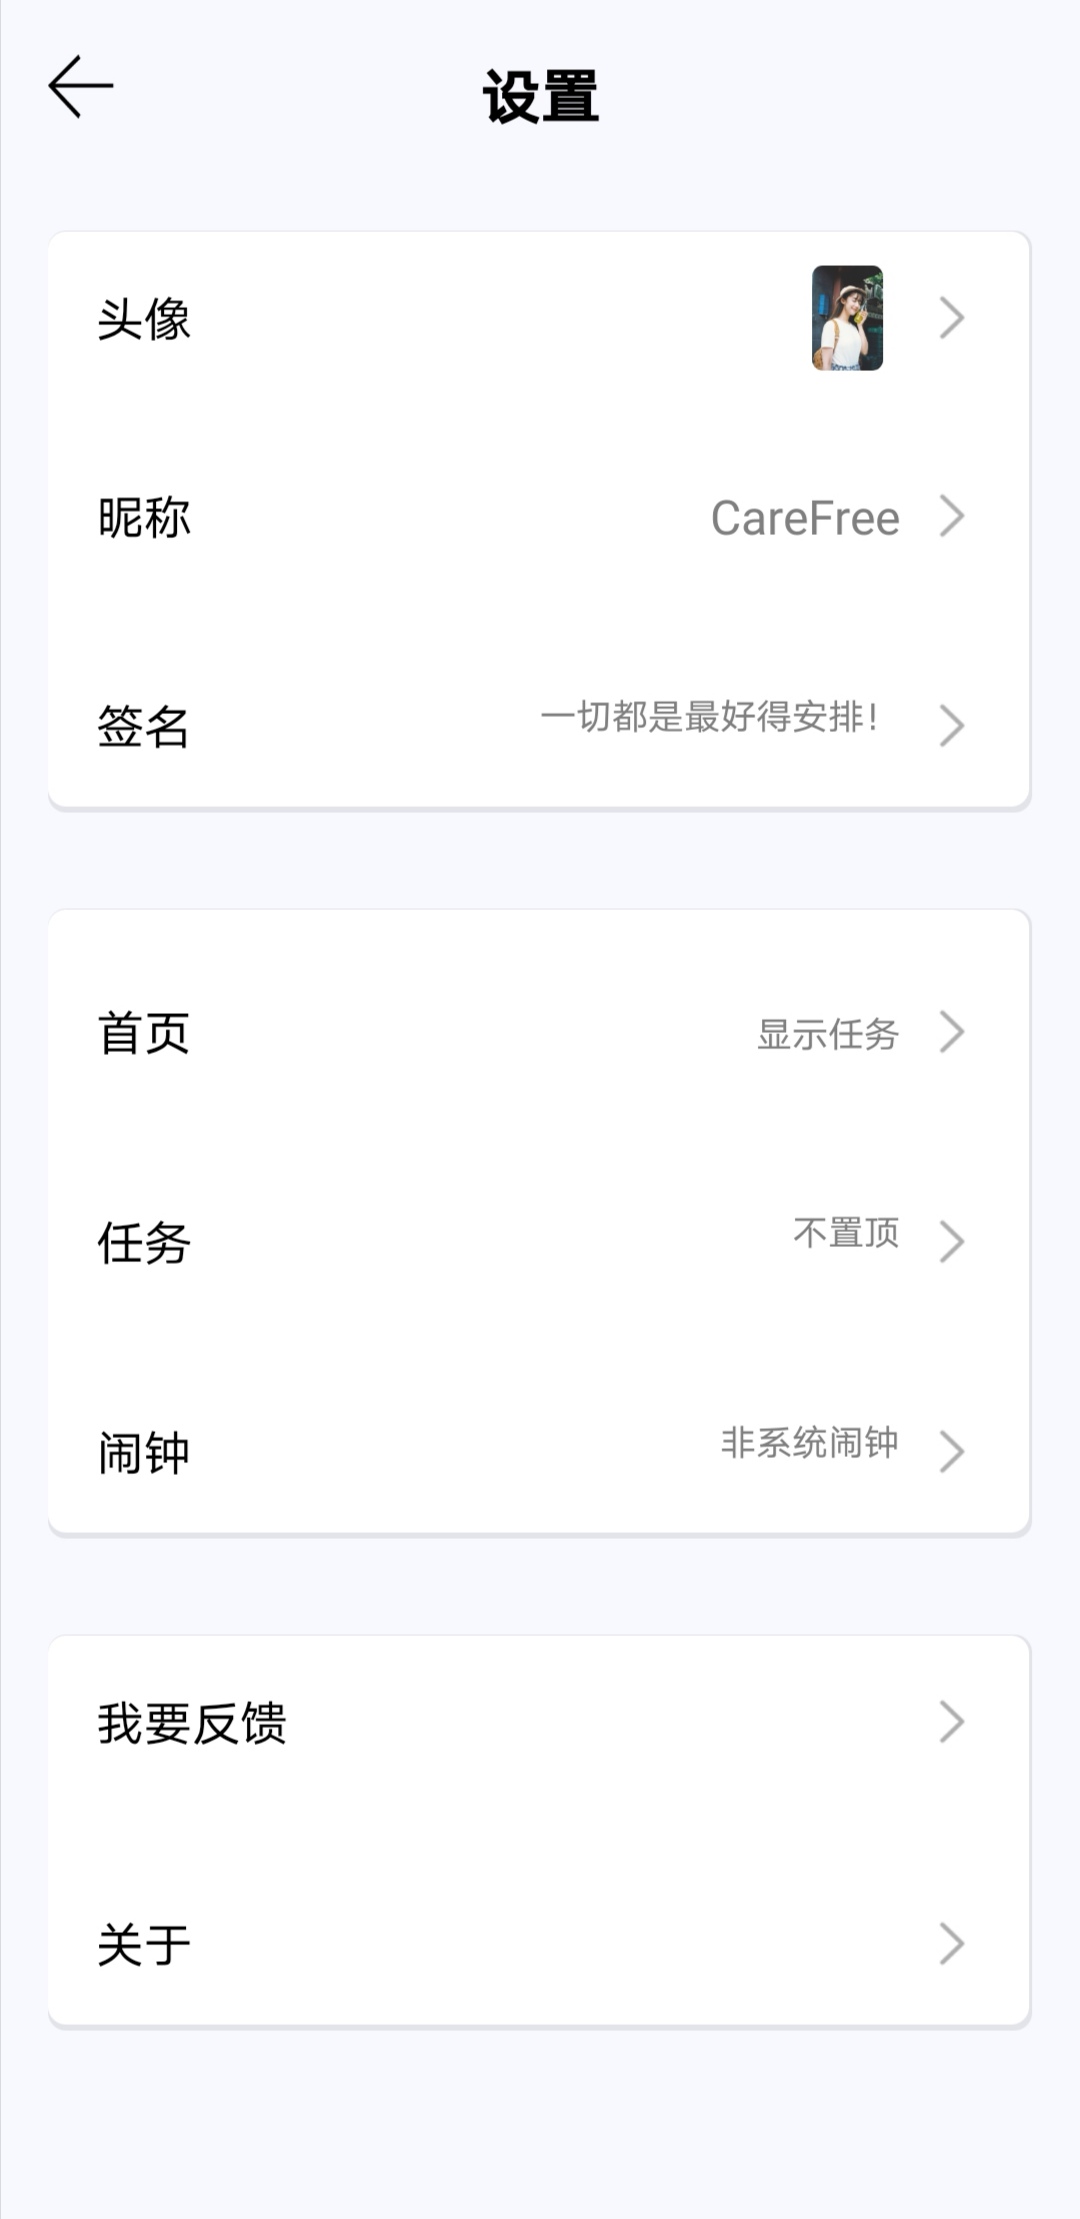 设置
头像
昵称 CareFree
签名 一切都是最好得安排！
首页 显示任务
任务 不置顶
闹钟 非系统闹钟
我要反馈
关于